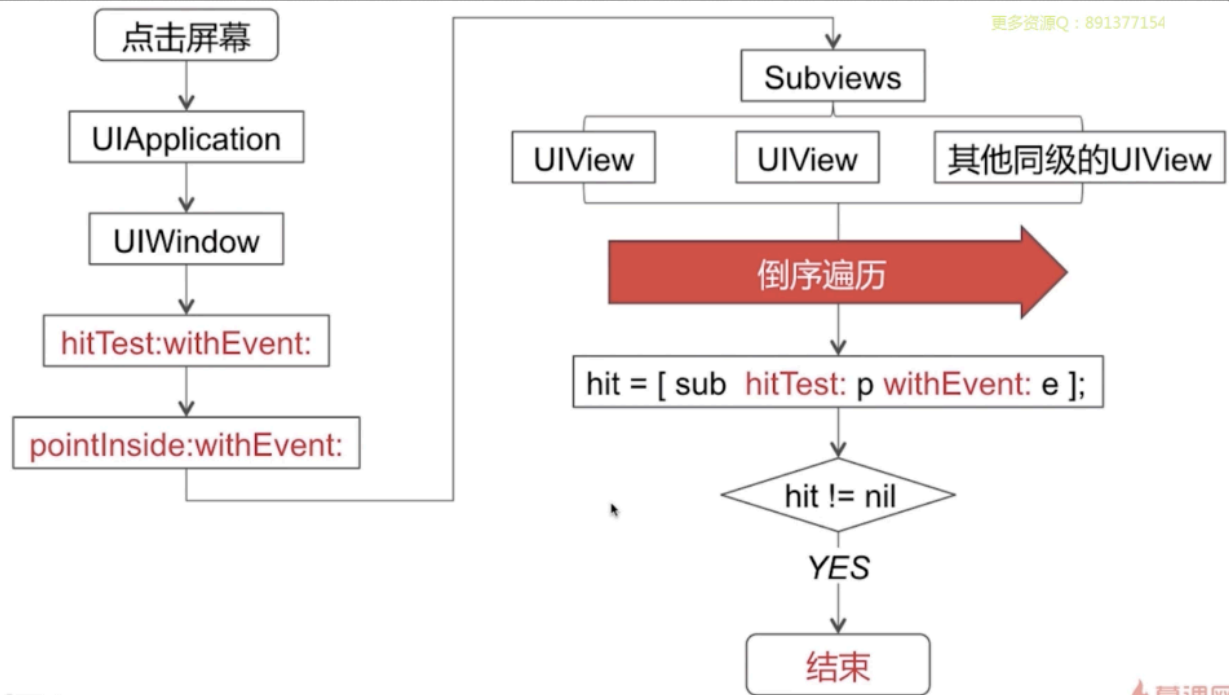 点击屏幕
UIApplication
UIWindow
hitTest:withEvent:
pointInside:withEvent:
更多资源Q：891377154
Subviews
UIView
UIView
其他同级的UIView
倒序遍历
hit = [ sub hitTest: p withEvent: e ];
hit != nil
YES
结束